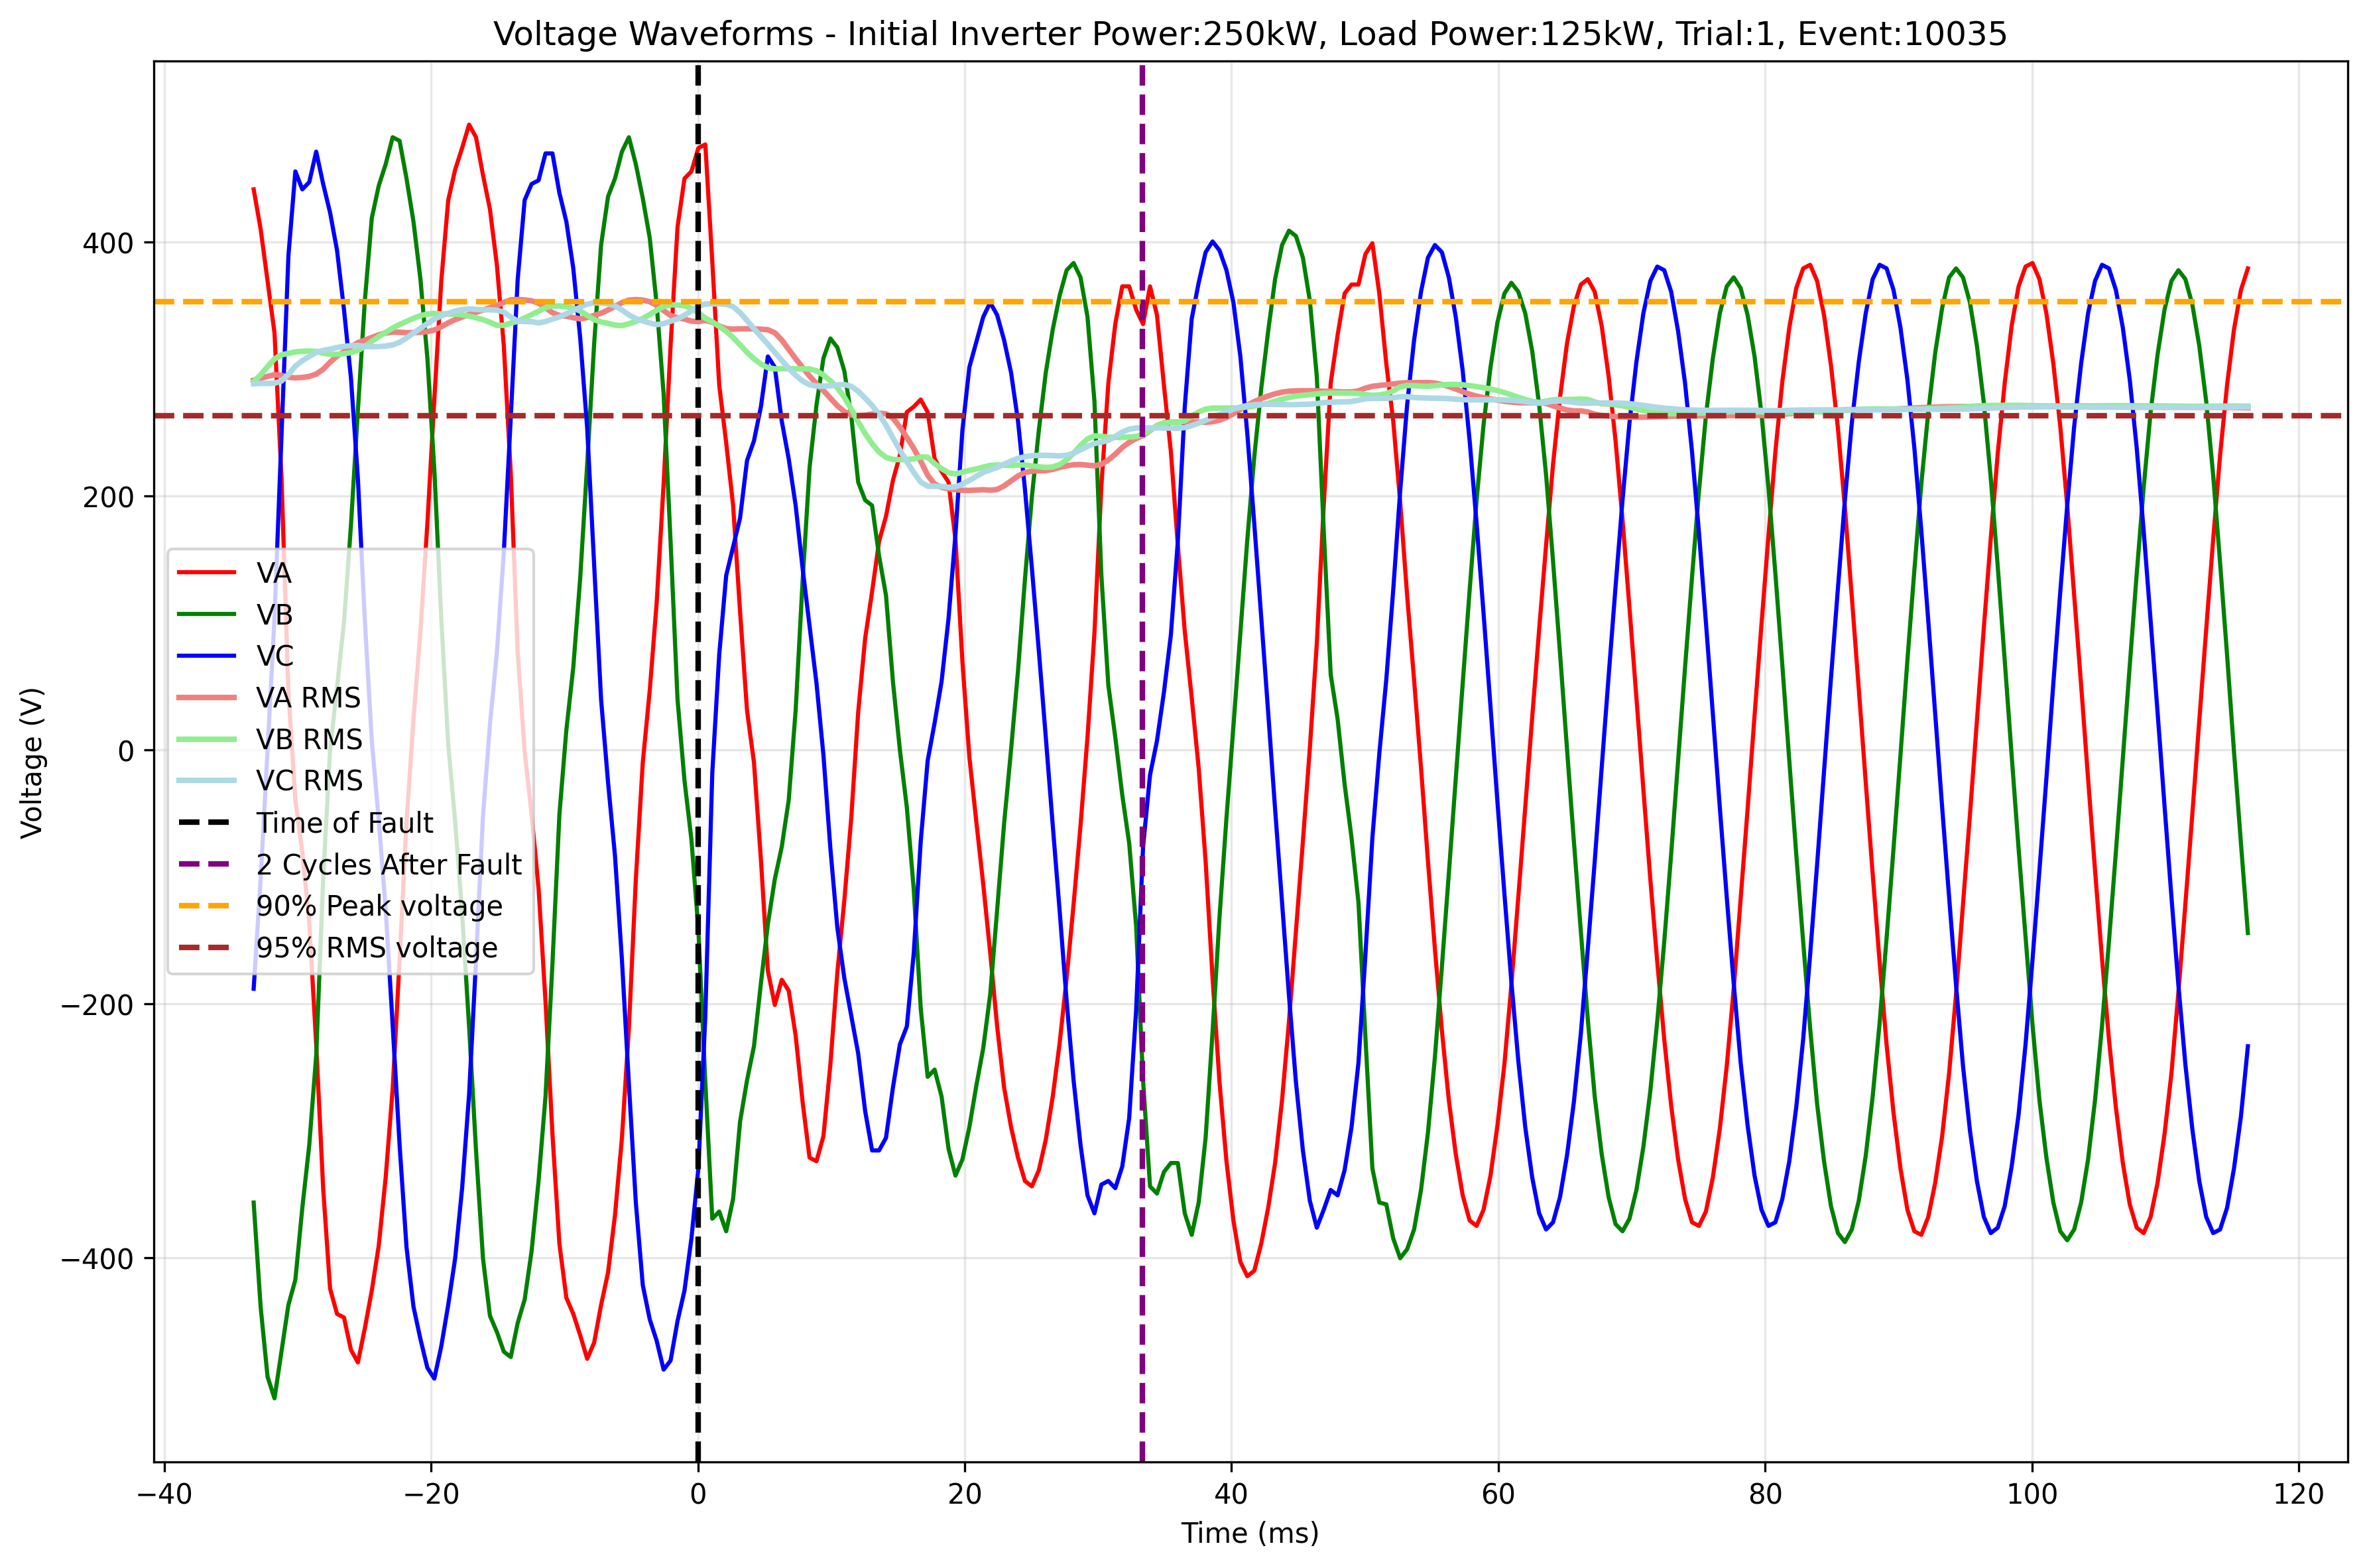 Voltage Waveforms - Initial Inverter Power:250kW, Load Power:125kW, Trial:1, Event:10035
Voltage (V)
400
200
0
−200
−400
VA
VB
VC
VA RMS
VB RMS
VC RMS
Time of Fault
2 Cycles After Fault
90% Peak voltage
95% RMS voltage
−40
−20
0
20
40
60
80
100
120
Time (ms)